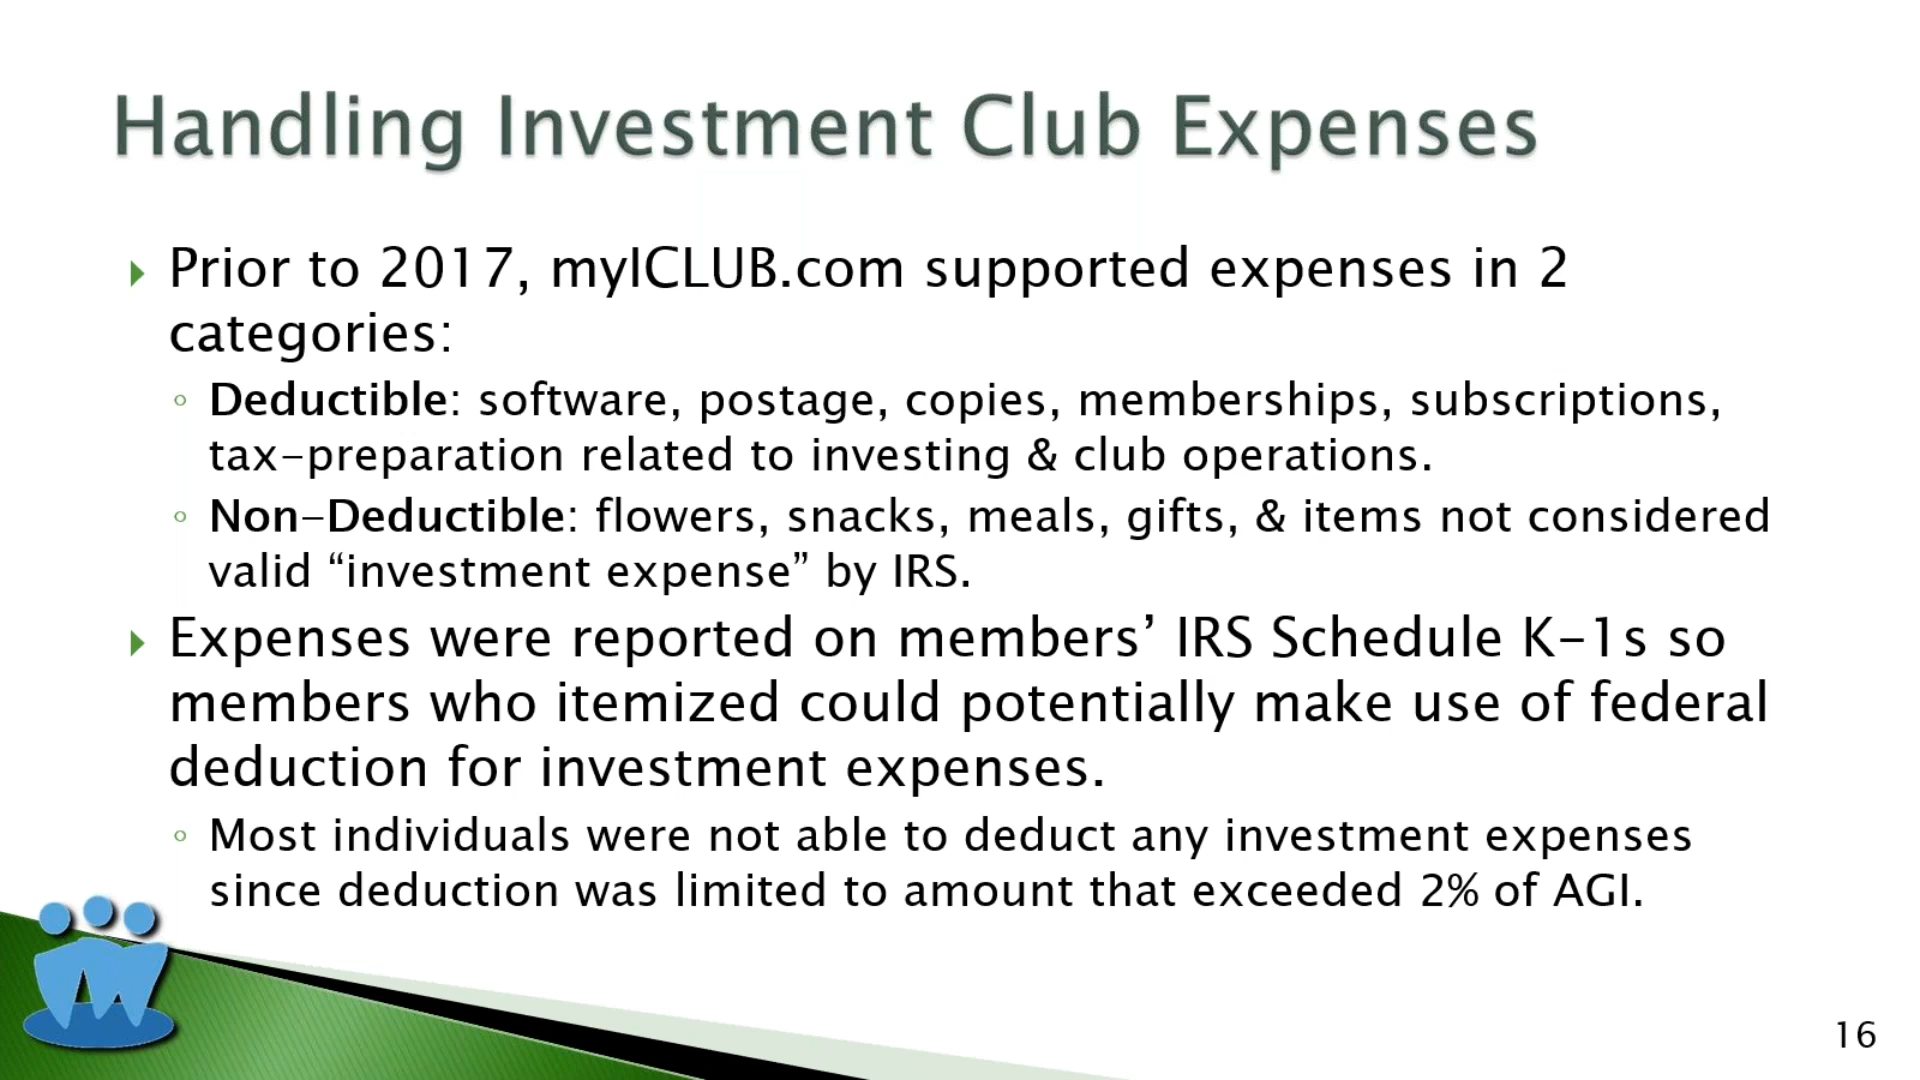 Handling Investment Club Expenses
Prior to 2017, myICLUB.com supported expenses in 2
categories:
Deductible: software, postage, copies, memberships, subscriptions,
tax-preparation related to investing & club operations.
Non-Deductible: flowers, snacks, meals, gifts, & items not considered
valid “investment expense” by IRS.
Expenses were reported on members’ IRS Schedule K-1s so
members who itemized could potentially make use of federal
deduction for investment expenses.
Most individuals were not able to deduct any investment expenses
since deduction was limited to amount that exceeded 2% of AGI.
16